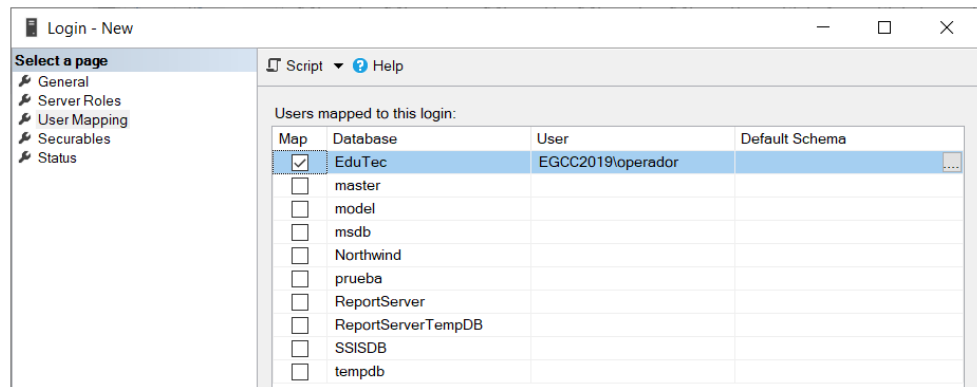 Login - New
Select a page
General
Server Roles
User Mapping
Securables
Status
Script Help
Users mapped to this login:
Map Database User Default Schema
EduTec EGCC2019\operador ...
master
model
msdb
Northwind
prueba
ReportServer
ReportServerTempDB
SSISDB
tempdb